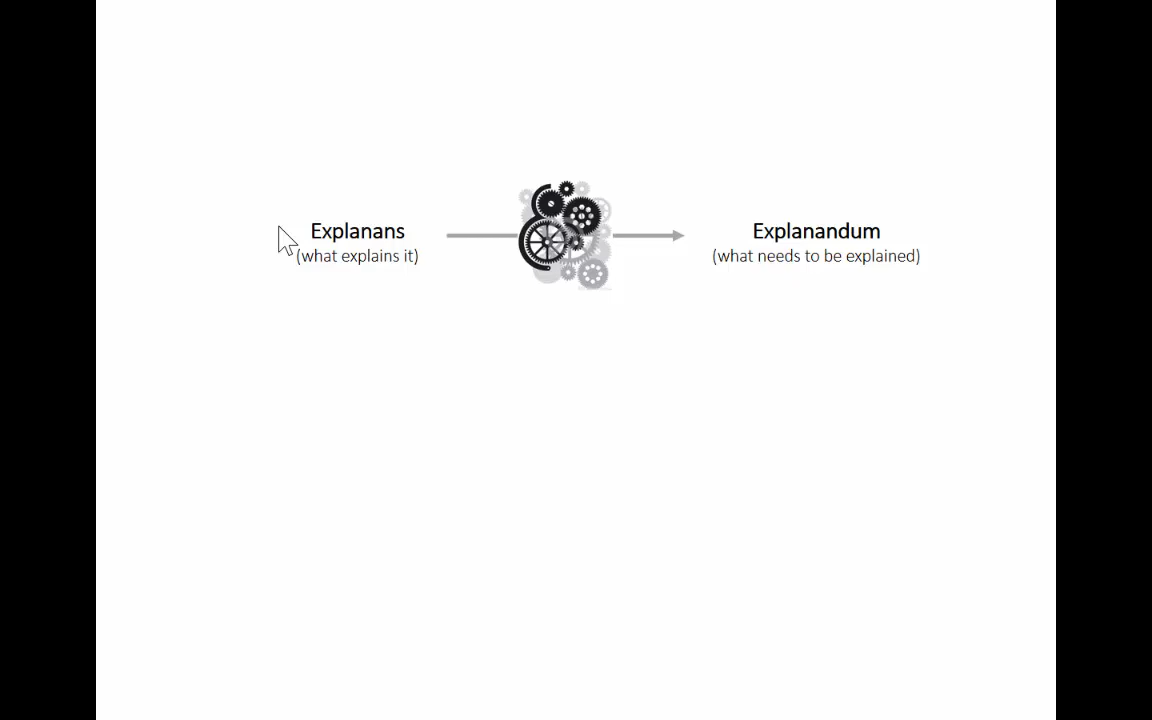 Explanans
(what explains it)
Explanandum
(what needs to be explained)